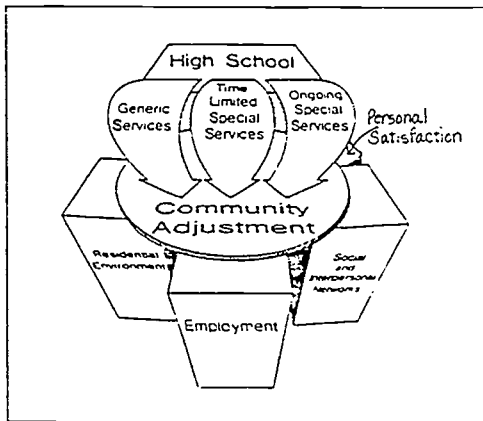 High School
Generic
Services
Time
Limited
Special
Services
Ongoing
Special
Services
Personal
Satisfaction
Community
Adjustment
Residential
Environment
Employment
Social
and
Interpersonal
Networks